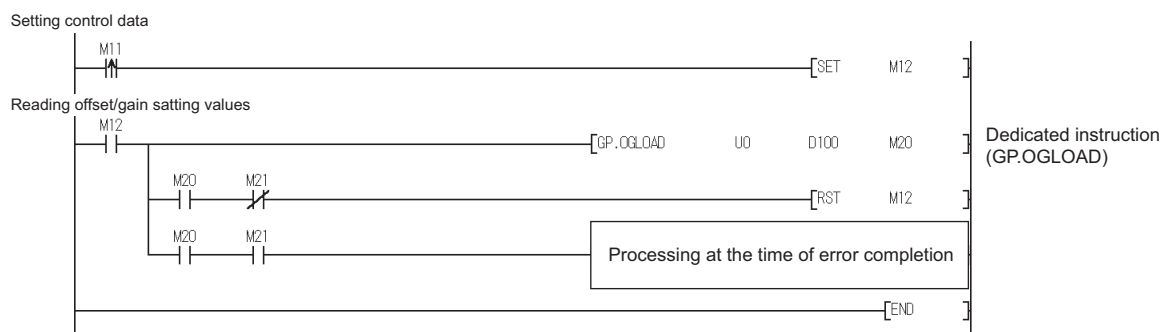 Setting control data
M11
SET M12
Reading offset/gain satting values
M12
GP.OGLOAD U0 D100 M20
Dedicated instruction
(GP.OGLOAD)
M20 M21
RST M12
M20 M21
Processing at the time of error completion
END